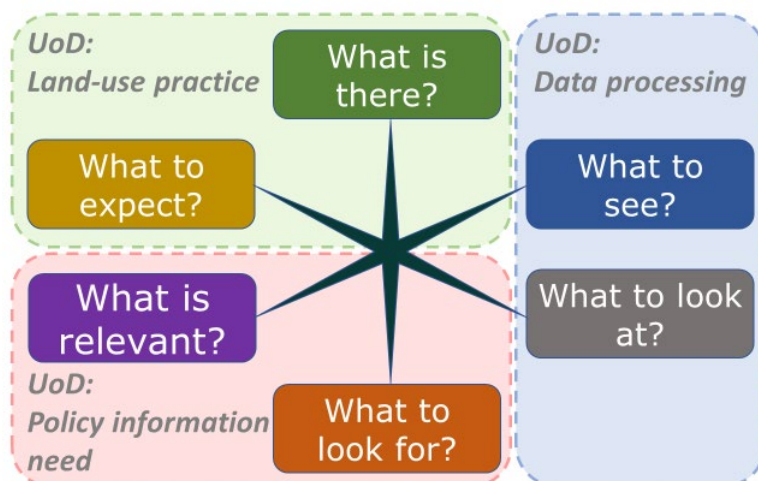 UoD:
Land-use practice
What is
there?
UoD:
Data processing
What to
expect?
What to
see?
What is
relevant?
What to look
at?
UoD:
Policy information
need
What to
look for?